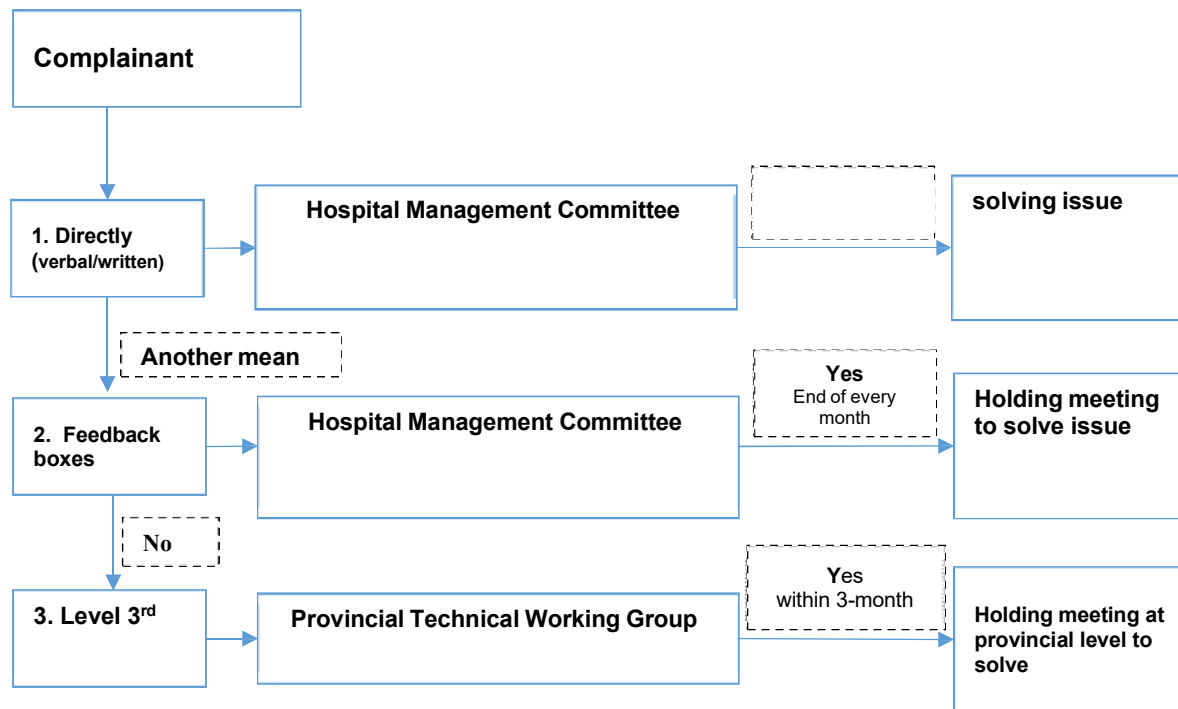 Complainant
1. Directly
(verbal/written)
Hospital Management Committee
solving issue
Another mean
2. Feedback
boxes
Hospital Management Committee
Yes
End of every
month
Holding meeting
to solve issue
No
3. Level 3rd
Provincial Technical Working Group
Yes
within 3-month
Holding meeting at
provincial level to
solve